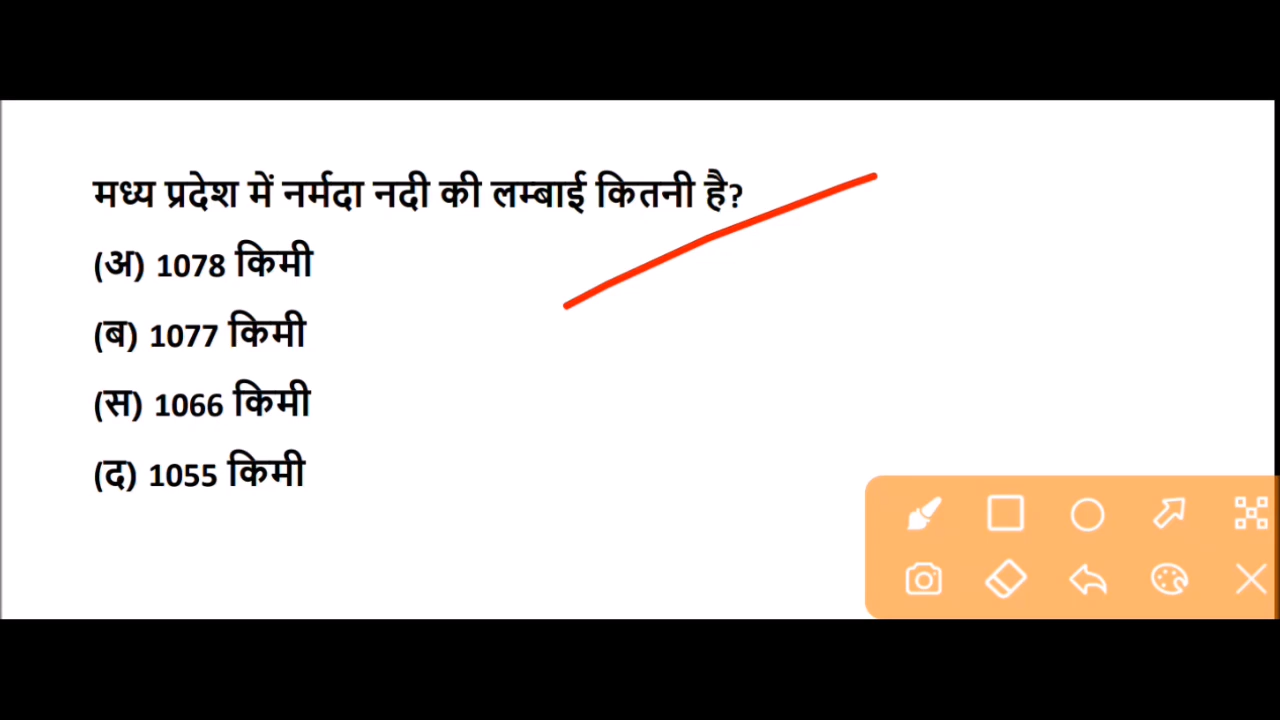 मध्य प्रदेश में नर्मदा नदी की लम्बाई कितनी है?
(अ) 1078 किमी
(ब) 1077 किमी
(स) 1066 किमी
(द) 1055 किमी